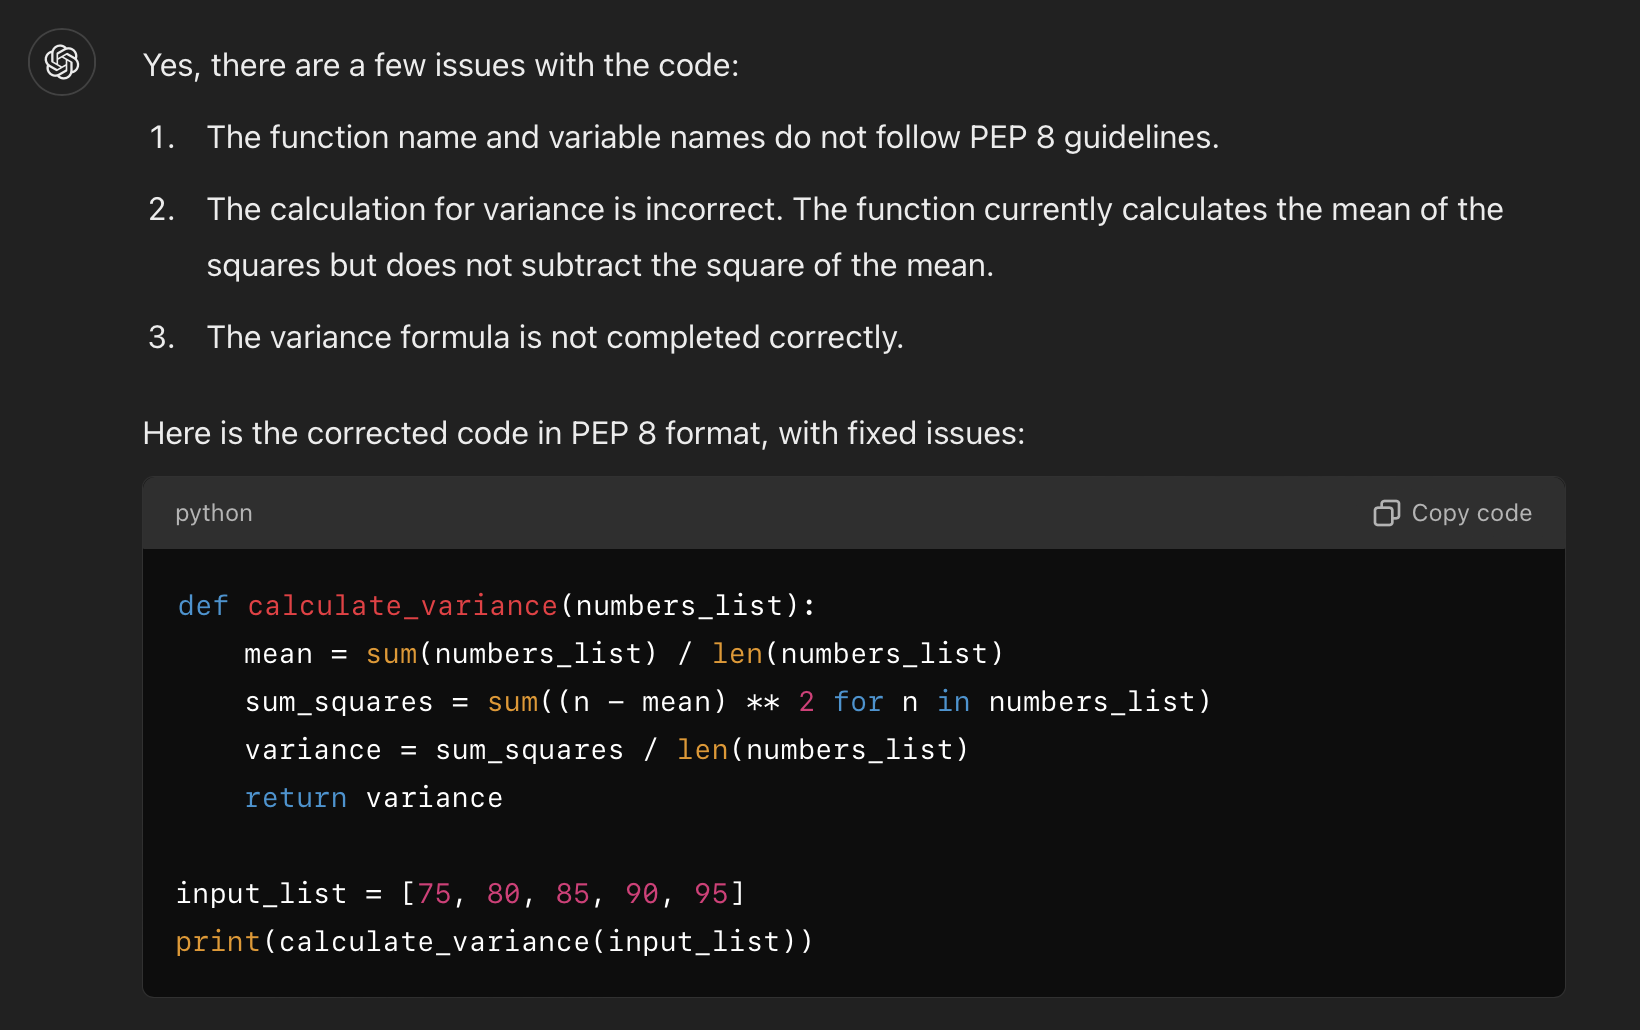 Yes, there are a few issues with the code:
1. The function name and variable names do not follow PEP 8 guidelines.
2. The calculation for variance is incorrect. The function currently calculates the mean of the
squares but does not subtract the square of the mean.
3. The variance formula is not completed correctly.
Here is the corrected code in PEP 8 format, with fixed issues:
python Copy code
def calculate_variance(numbers_list):
    mean = sum(numbers_list) / len(numbers_list)
    sum_squares = sum((n - mean) ** 2 for n in numbers_list)
    variance = sum_squares / len(numbers_list)
    return variance
input_list = [75, 80, 85, 90, 95]
print(calculate_variance(input_list))